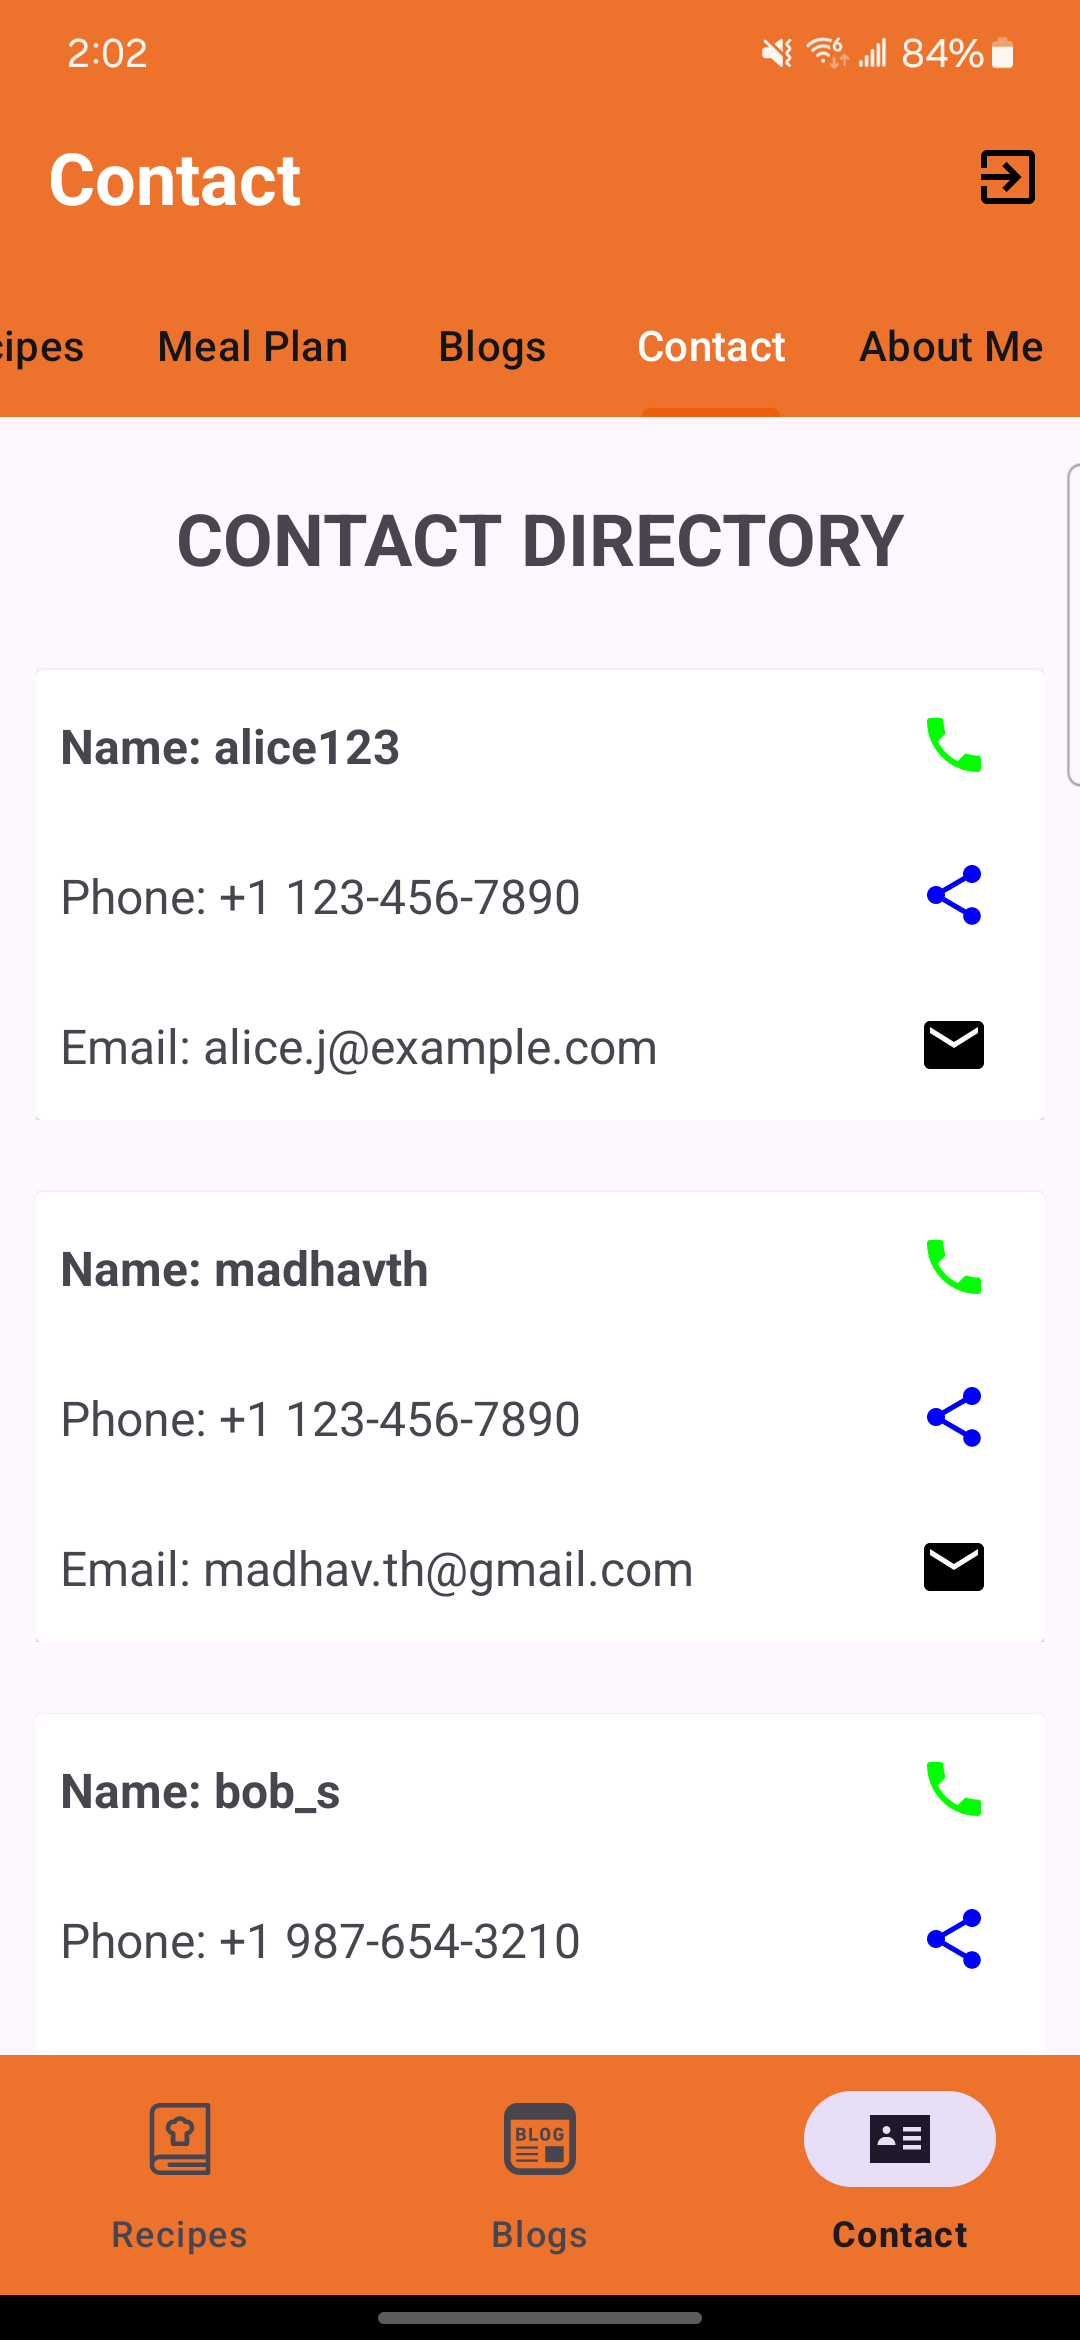 2:02
6 84%
Contact
cipes Meal Plan Blogs Contact About Me
CONTACT DIRECTORY
Name: alice123
Phone: +1 123-456-7890
Email: alice.j@example.com
Name: madhavth
Phone: +1 123-456-7890
Email: madhav.th@gmail.com
Name: bob_s
Phone: +1 987-654-3210
BLOG
Recipes Blogs Contact